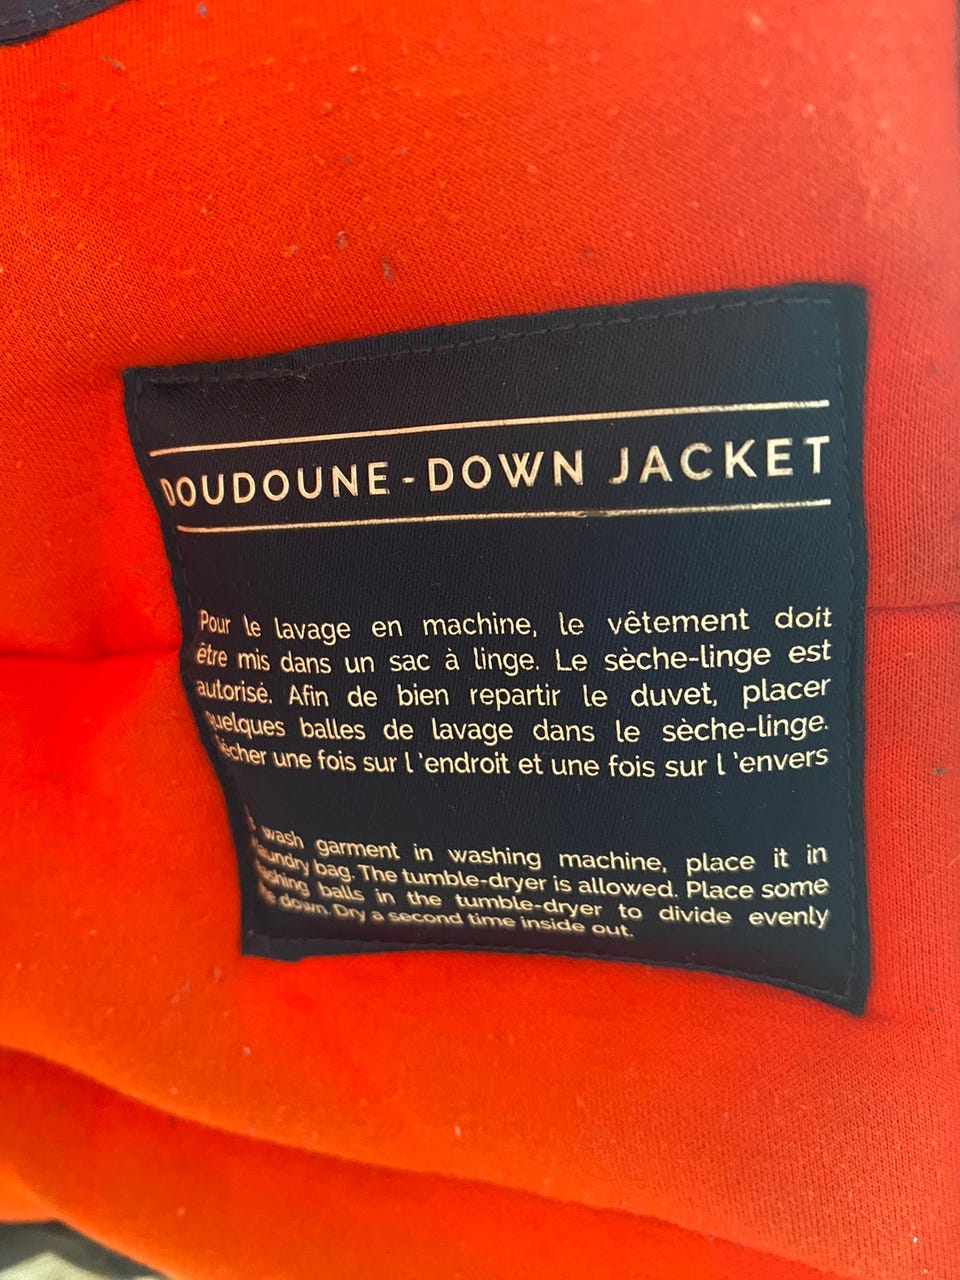 DOUDOUNE - DOWN JACKET
Pour le lavage en machine, le vêtement doit
être mis dans un sac à linge. Le sèche-linge est
autorisé. Afin de bien repartir le duvet, placer
quelques balles de lavage dans le sèche-linge.
Sécher une fois sur l 'endroit et une fois sur l 'envers
wash garment in washing machine, place it in
laundry bag. The tumble-dryer is allowed. Place some
washing balls in the tumble-dryer to divide evenly
the down. Dry a second time inside out.